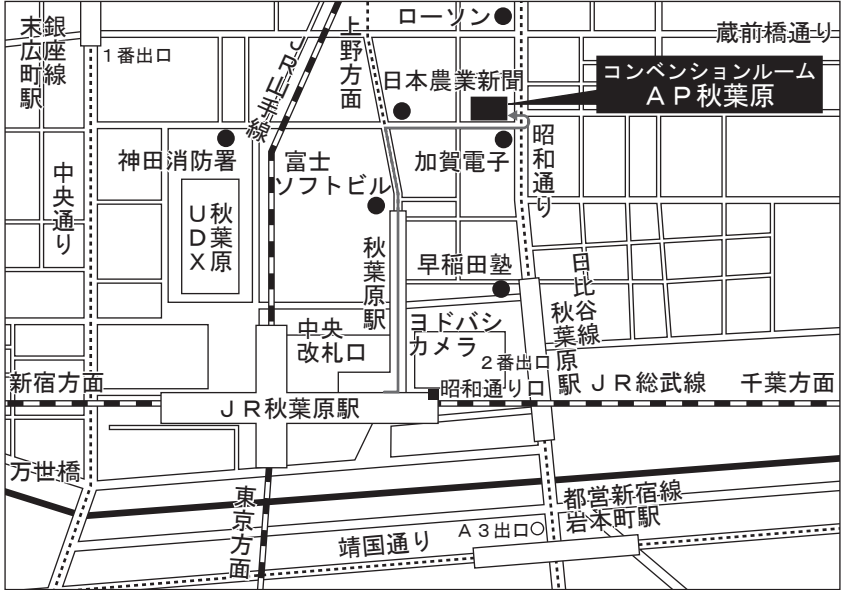 銀座線
末広町駅
1番出口
JR山手線
上野方面
ローソン
蔵前橋通り
日本農業新聞
コンベンションルーム
AP秋葉原
神田消防署
富士
ソフトビル
加賀電子
昭和通り
中央通り
秋葉原
UDX
秋葉原駅
早稲田塾
日比谷線
秋葉原駅
中央
改札口
ヨドバシ
カメラ
2番出口
新宿方面
JR秋葉原駅
昭和通り口
JR総武線
千葉方面
万世橋
東京方面
靖国通り
A3出口
都営新宿線
岩本町駅